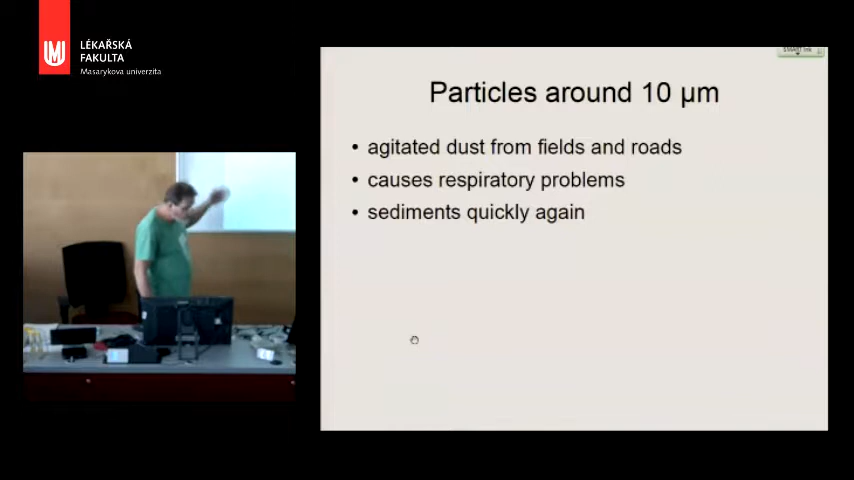 LÉKAŘSKÁ
FAKULTA
Masarykova univerzita
Particles around 10 µm
• agitated dust from fields and roads
• causes respiratory problems
• sediments quickly again